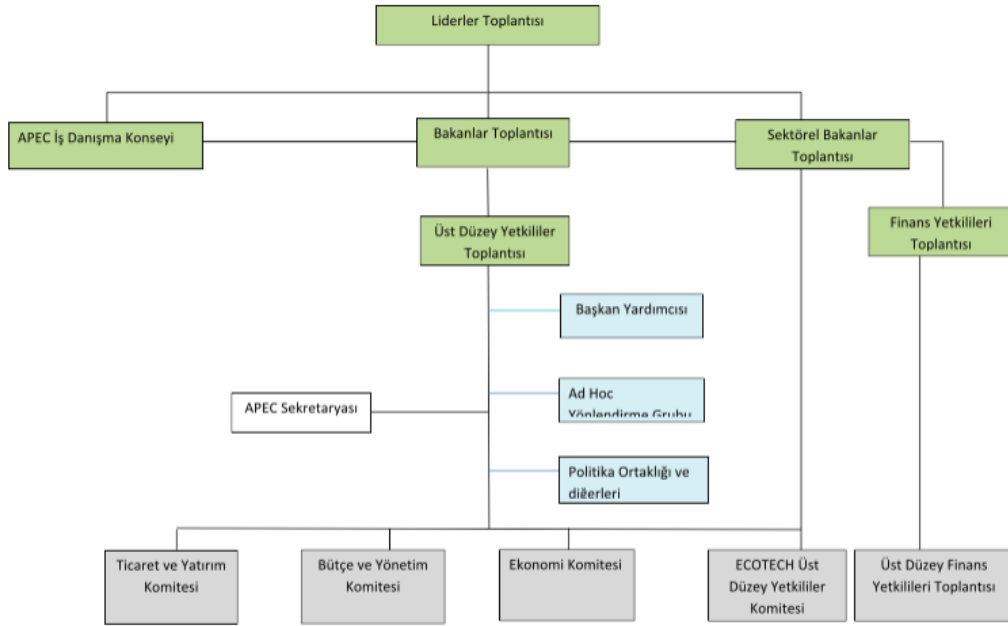 Liderler Toplantısı
APEC İş Danışma Konseyi
Bakanlar Toplantısı
Sektörel Bakanlar
Toplantısı
Üst Düzey Yetkililer
Toplantısı
Finans Yetkilileri
Toplantısı
Başkan Yardımcısı
Ad Hoc
Yönlendirme Grubu
APEC Sekretaryası
Politika Ortaklığı ve
diğerleri
Ticaret ve Yatırım
Komitesi
Bütçe ve Yönetim
Komitesi
Ekonomi Komitesi
ECOTECH Üst
Düzey Yetkililer
Komitesi
Üst Düzey Finans
Yetkilileri Toplantısı